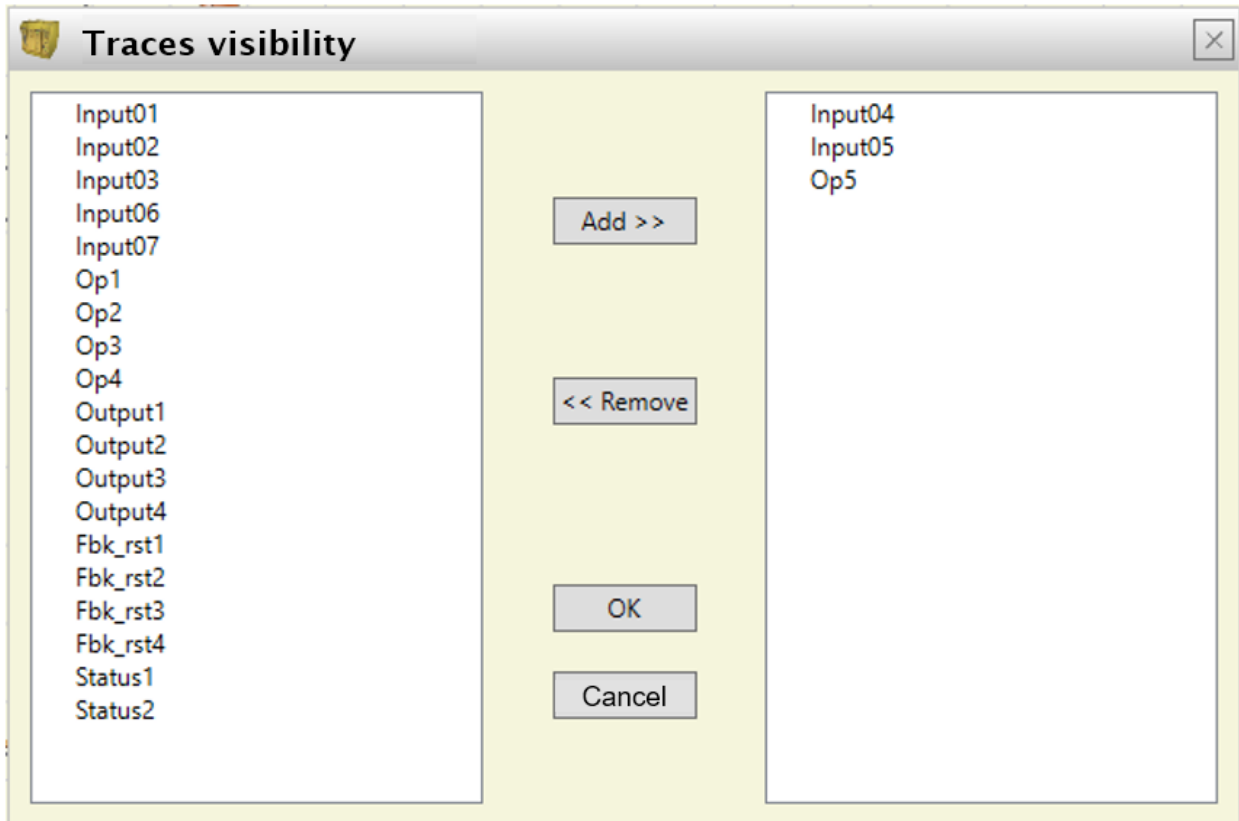 Traces visibility
Input01
Input02
Input03
Input06
Input07
Op1
Op2
Op3
Op4
Output1
Output2
Output3
Output4
Fbk_rst1
Fbk_rst2
Fbk_rst3
Fbk_rst4
Status1
Status2
Add >>
<< Remove
OK
Cancel
Input04
Input05
Op5